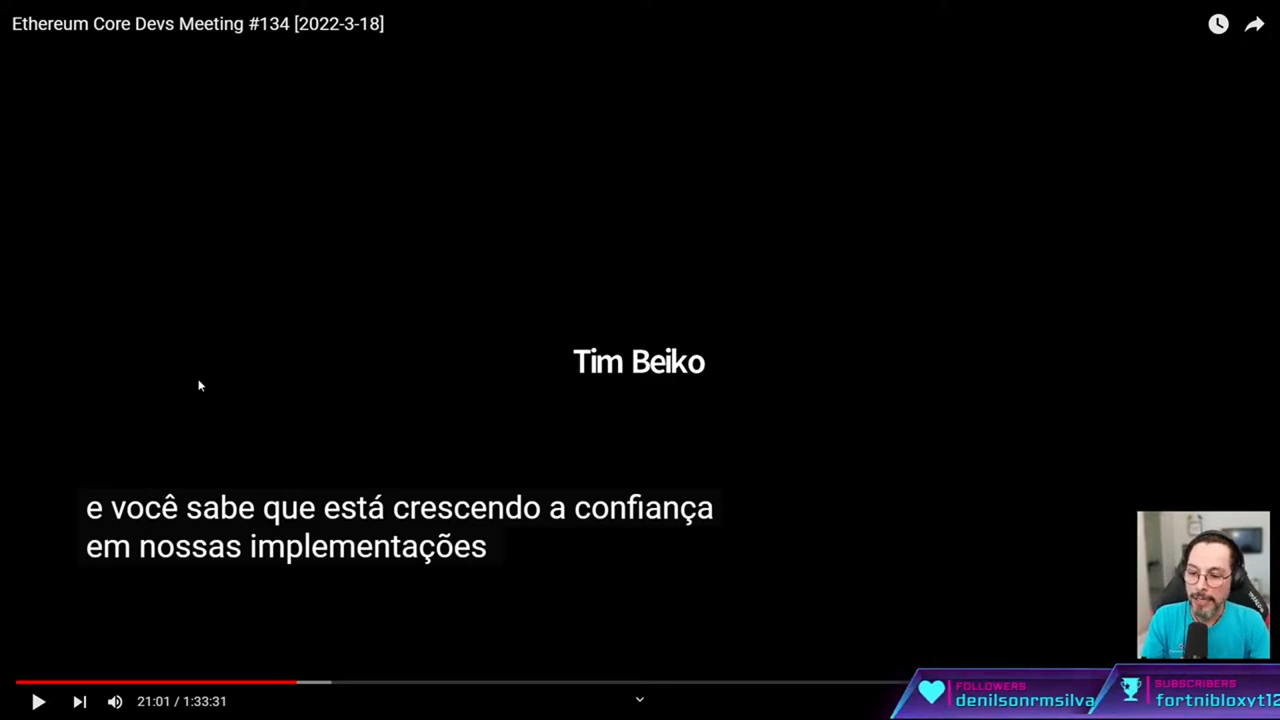 Ethereum Core Devs Meeting #134 [2022-3-18]
Tim Beiko
e você sabe que está crescendo a confiança
em nossas implementações
21:01 / 1:33:31
FOLLOWERS
denilsonrmsilva
SUBSCRIBERS
fortnibloxyt12